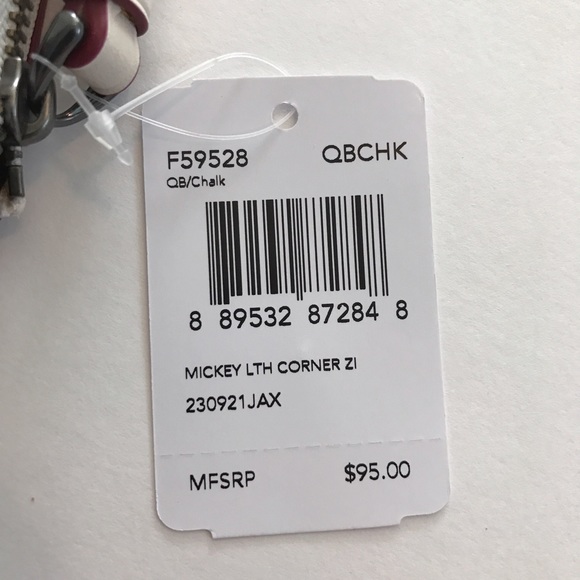 F59528 QBCHK
QB/Chalk
8 89532 87284 8
MICKEY LTH CORNER ZI
230921JAX
MFSRP $95.00